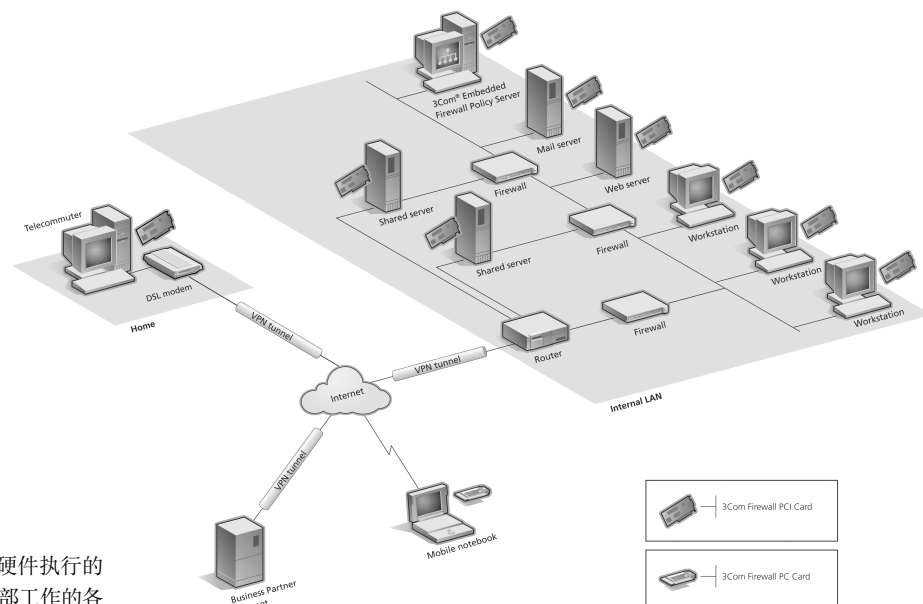 3Com® Embedded
Firewall Policy Server
Mail server
Web server
Firewall
Shared server
Workstation
Firewall
Shared server
Workstation
Telecommuter
Workstation
Firewall
DSL modem
Home
Router
VPN tunnel
VPN tunnel
Internet
Internal LAN
VPN tunnel
3Com Firewall PCI Card
Mobile notebook
硬件执行的
3Com Firewall PC Card
部工作的各
Business Partner